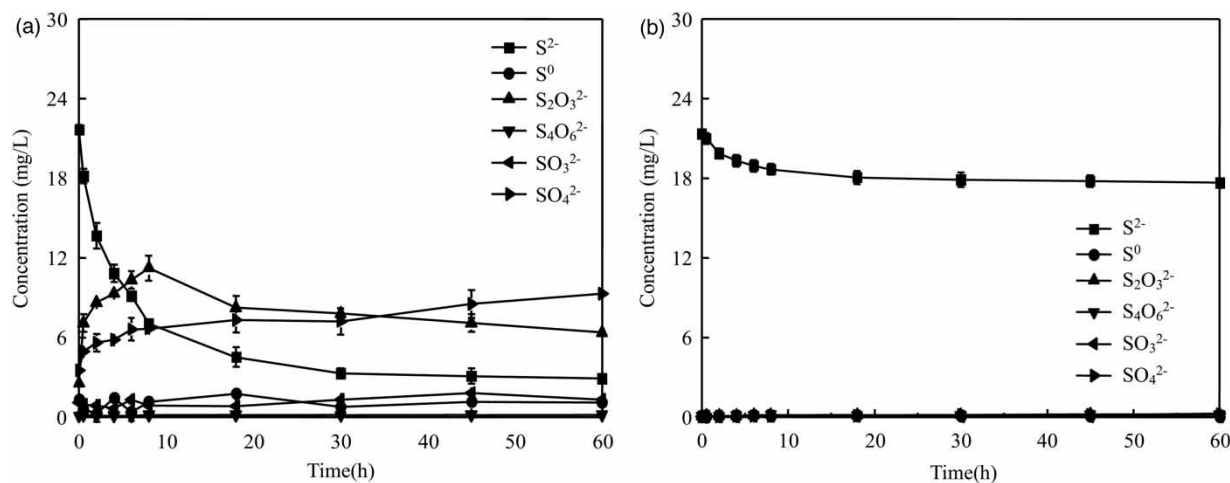 (a)
30
24
18
12
6
0
Concentration (mg/L)
S²⁻
S⁰
S₂O₃²⁻
S₄O₆²⁻
SO₃²⁻
SO₄²⁻
0 10 20 30 40 50 60
Time(h)
(b)
30
24
18
12
6
0
Concentration (mg/L)
S²⁻
S⁰
S₂O₃²⁻
S₄O₆²⁻
SO₃²⁻
SO₄²⁻
0 10 20 30 40 50 60
Time(h)